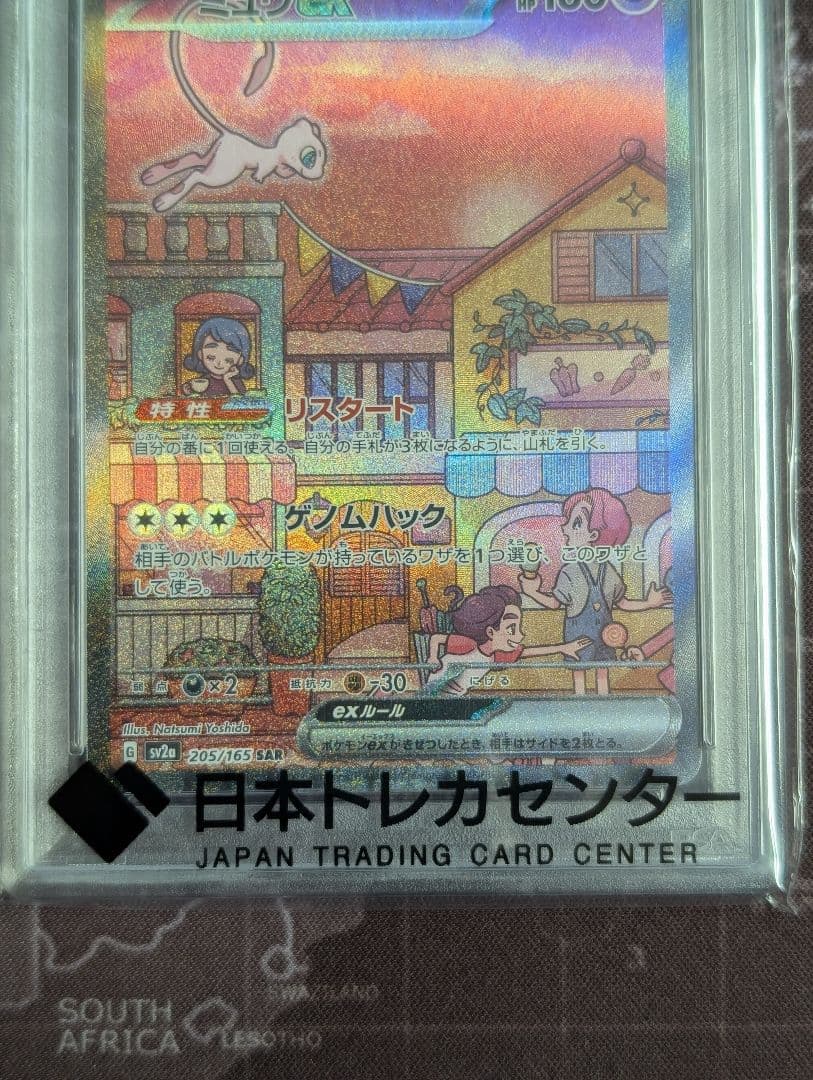 ミュウex
特性 リスタート
自分の番に1回使える。自分の手札が3枚になるように、山札を引く。
ゲノムハック
相手のバトルポケモンが持っているワザを1つ選び、このワザと
して使う。
弱点 ×2 抵抗力 -30 にげる
exルール
ポケモンexがきぜつしたとき、相手はサイドを2枚とる。
Illus. Natsumi Yoshida
G sv2a 205/165 SAR
日本トレカセンター
JAPAN TRADING CARD CENTER
SWAZILAND
SOUTH
AFRICA
LESOTHO